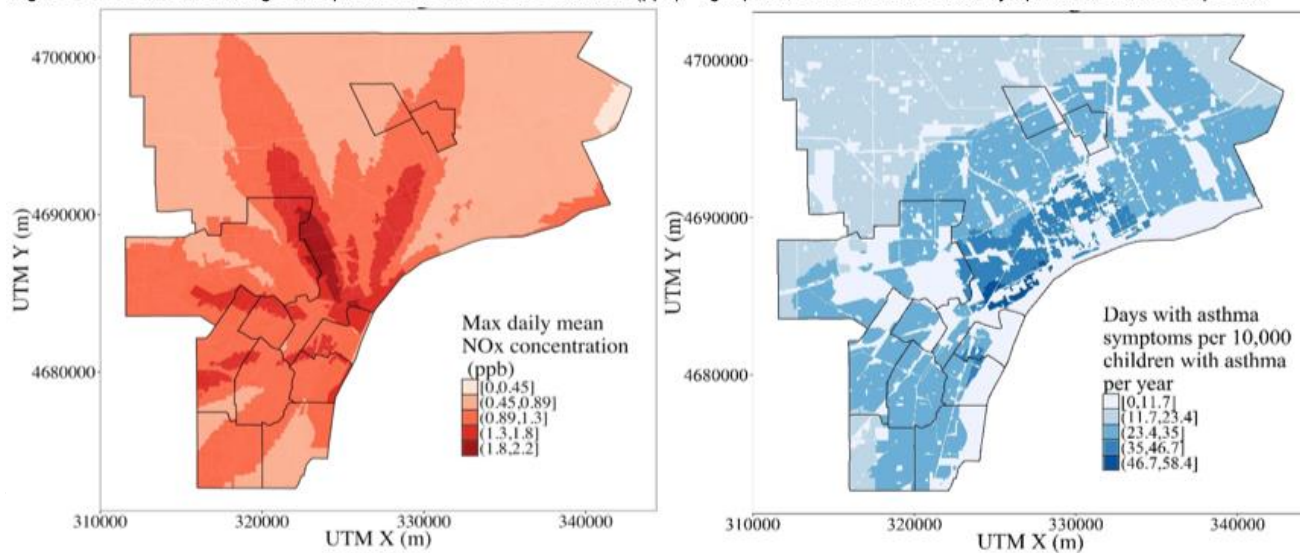 4700000
4690000
4680000
UTM Y (m)
310000 320000 330000 340000
UTM X (m)
Max daily mean
NOx concentration
(ppb)
[0,0.45]
(0.45,0.89]
(0.89,1.3]
(1.3,1.8]
(1.8,2.2]
4700000
4690000
4680000
UTM Y (m)
310000 320000 330000 340000
UTM X (m)
Days with asthma
symptoms per 10,000
children with asthma
per year
[0,11.7]
(11.7,23.4]
(23.4,35]
(35,46.7]
(46.7,58.4]